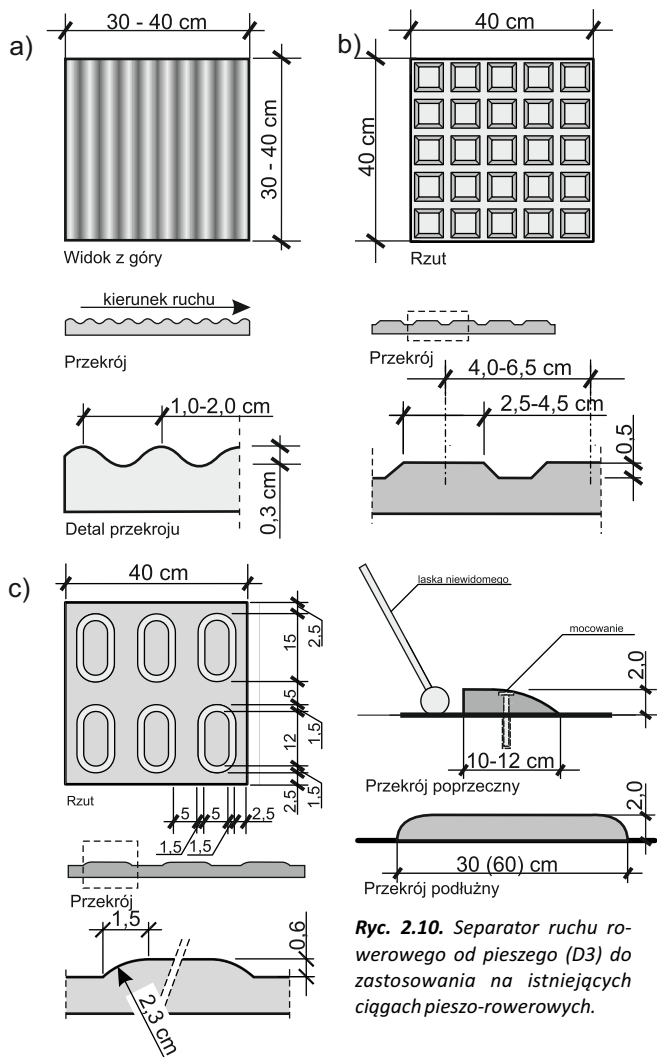 a)
30 - 40 cm
30 - 40 cm
Widok z góry
kierunek ruchu
Przekrój
1,0-2,0 cm
0,3 cm
Detal przekroju
b)
40 cm
40 cm
Rzut
Przekrój
4,0-6,5 cm
2,5-4,5 cm
0,5
c)
40 cm
15
2,5
5
12
1,5
2,5
1,5
Rzut
5
5
2,5
1,5
1,5
Przekrój
1,5
0,6
2,3 cm
laska niewidomego
mocowanie
2,0
10-12 cm
Przekrój poprzeczny
2,0
30 (60) cm
Przekrój podłużny
Ryc. 2.10. Separator ruchu ro-
werowego od pieszego (D3) do
zastosowania na istniejących
ciągach pieszo-rowerowych.